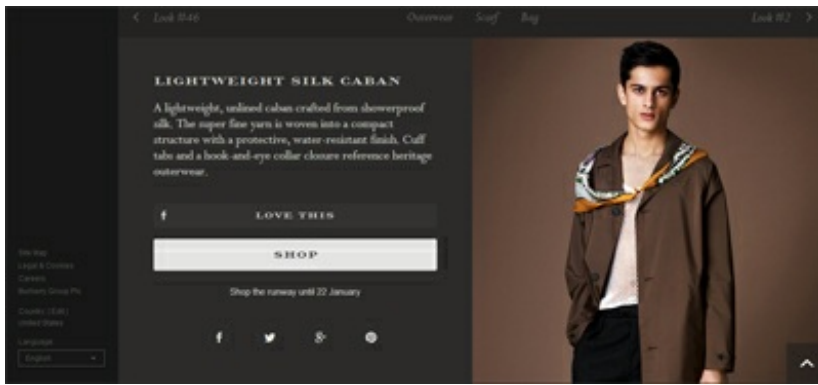 Look #46
Outerwear Scarf Bag
Look #2
LIGHTWEIGHT SILK CABAN
A lightweight, unlined caban crafted from showerproof
silk. The super fine yarn is woven into a compact
structure with a protective, water-resistant finish. Cuff
tabs and a hook-and-eye collar closure reference heritage
outerwear.
f LOVE THIS
SHOP
Shop the runway until 22 January
Site Map
Legal & Cookies
Careers
Burberry Group Plc
Country [Edit]
United States
Language
English